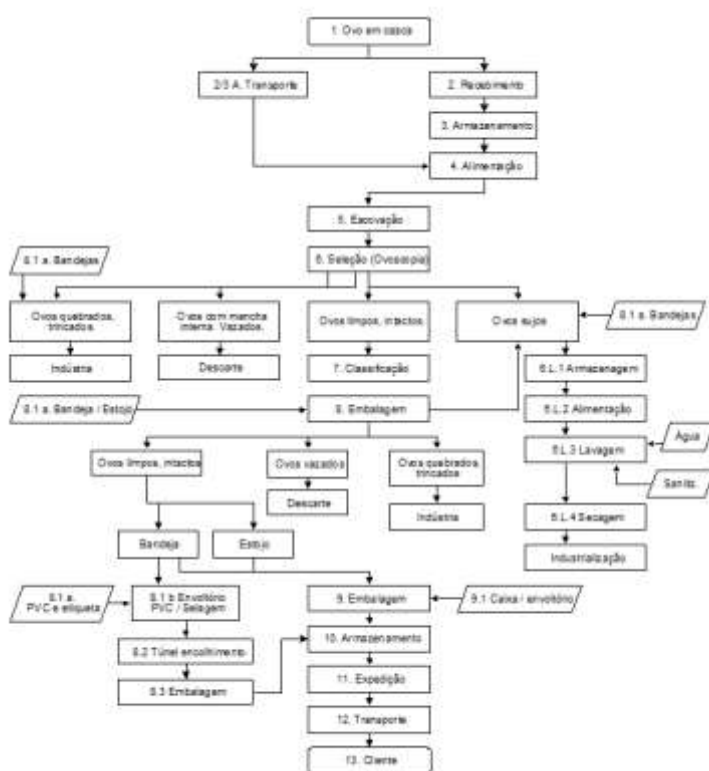 1. Ovo em casca
2/3 A. Transporte
2. Recebimento
3. Armazenamento
4. Alimentação
5. Escovação
8.1 a. Bandejas
6. Seleção (Ovoscopia)
Ovos quebrados,
trincados.
Ovos com mancha
interna. Vazados.
Ovos limpos, intactos.
Ovos sujos
8.1 a. Bandejas
Indústria
Descarte
7. Classificação
6.L.1 Armazenagem
8.1 a. Bandeja / Estojo
8. Embalagem
6.L.2 Alimentação
Água
Ovos limpos, intactos
Ovos vazados
Ovos quebrados
trincados
6.L.3 Lavagem
Descarte
Sanitiz.
Indústria
6.L.4 Secagem
Bandeja
Estojo
Industrialização
8.1 a.
PVC e etiqueta
8.1 b Envoltório
PVC / Selagem
9. Embalagem
9.1 Caixa / envoltório
8.2 Túnel encolhimento
10. Armazenamento
8.3 Embalagem
11. Expedição
12. Transporte
13. Cliente